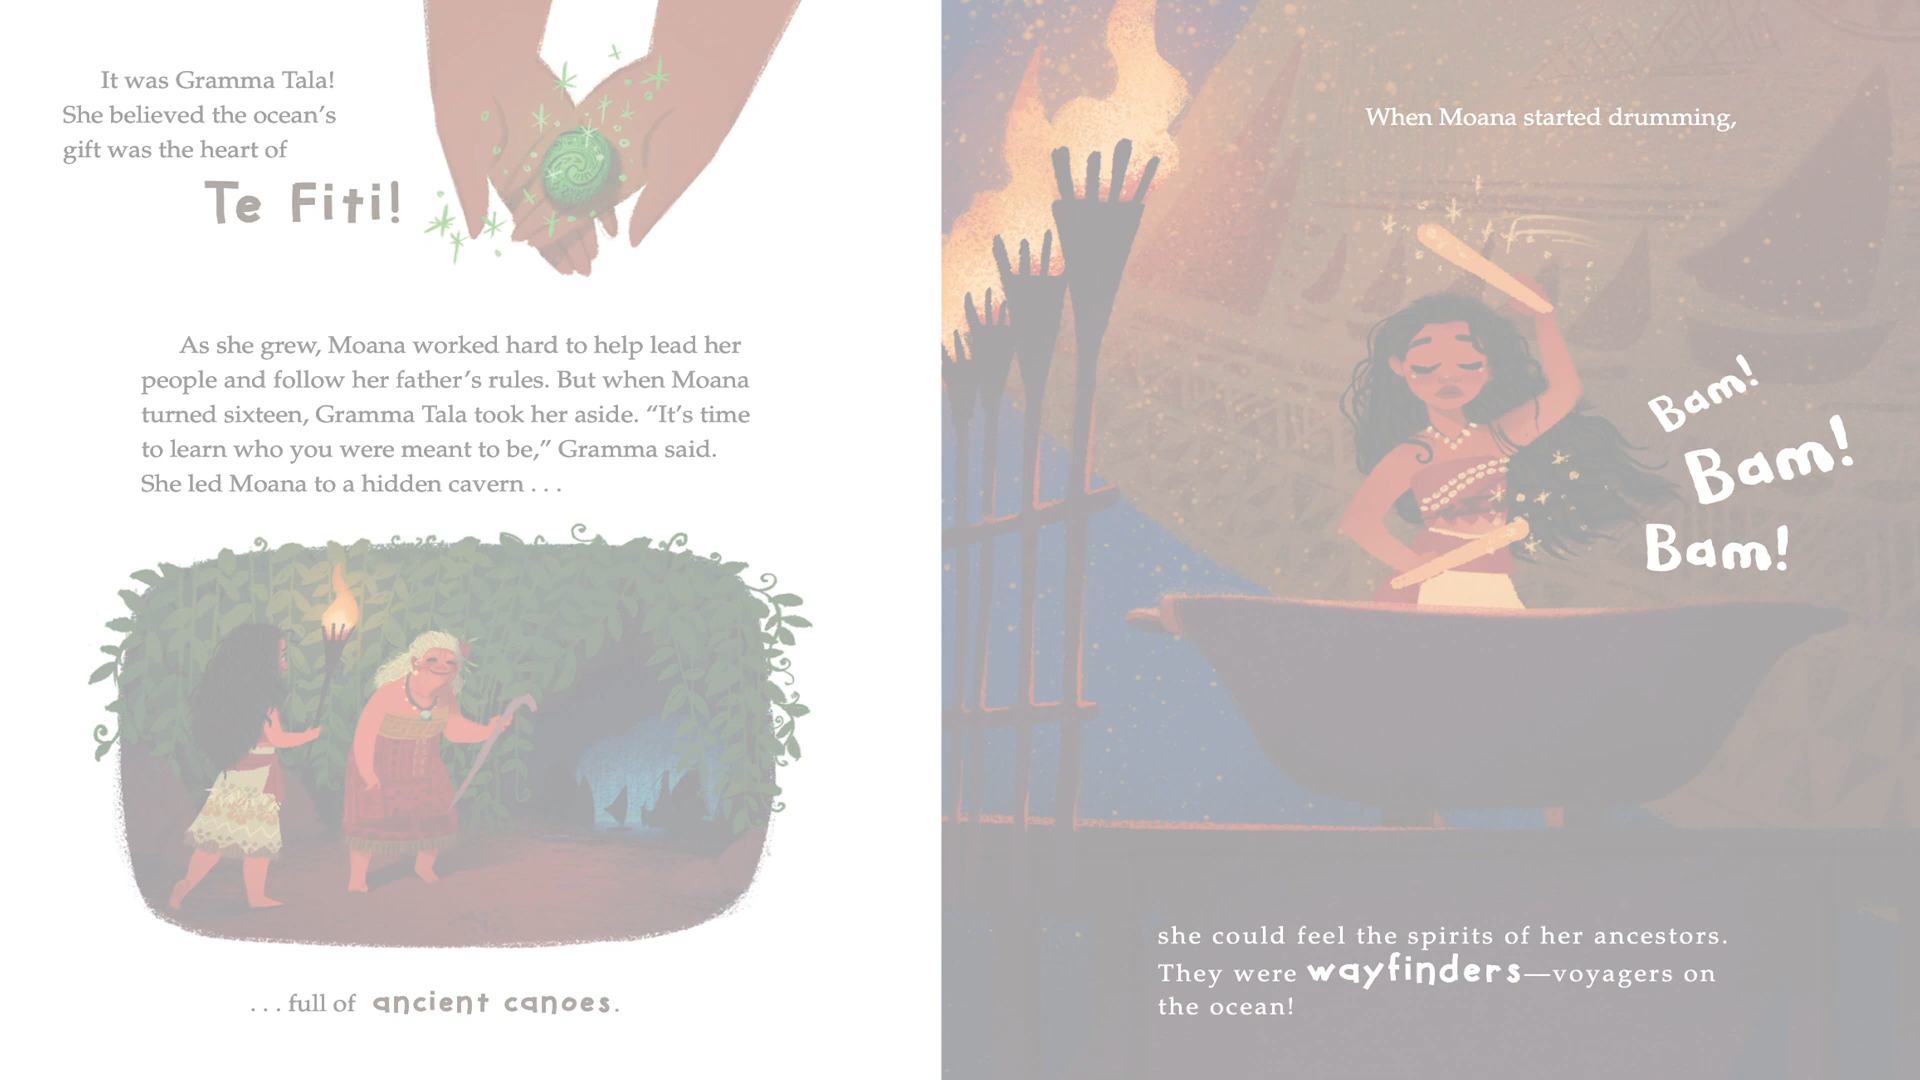 It was Gramma Tala!
She believed the ocean’s
gift was the heart of
Te Fiti!
As she grew, Moana worked hard to help lead her
people and follow her father’s rules. But when Moana
turned sixteen, Gramma Tala took her aside. “It’s time
to learn who you were meant to be,” Gramma said.
She led Moana to a hidden cavern . . .
. . . full of ancient canoes.
When Moana started drumming,
Bam!
Bam!
Bam!
she could feel the spirits of her ancestors.
They were wayfinders—voyagers on
the ocean!